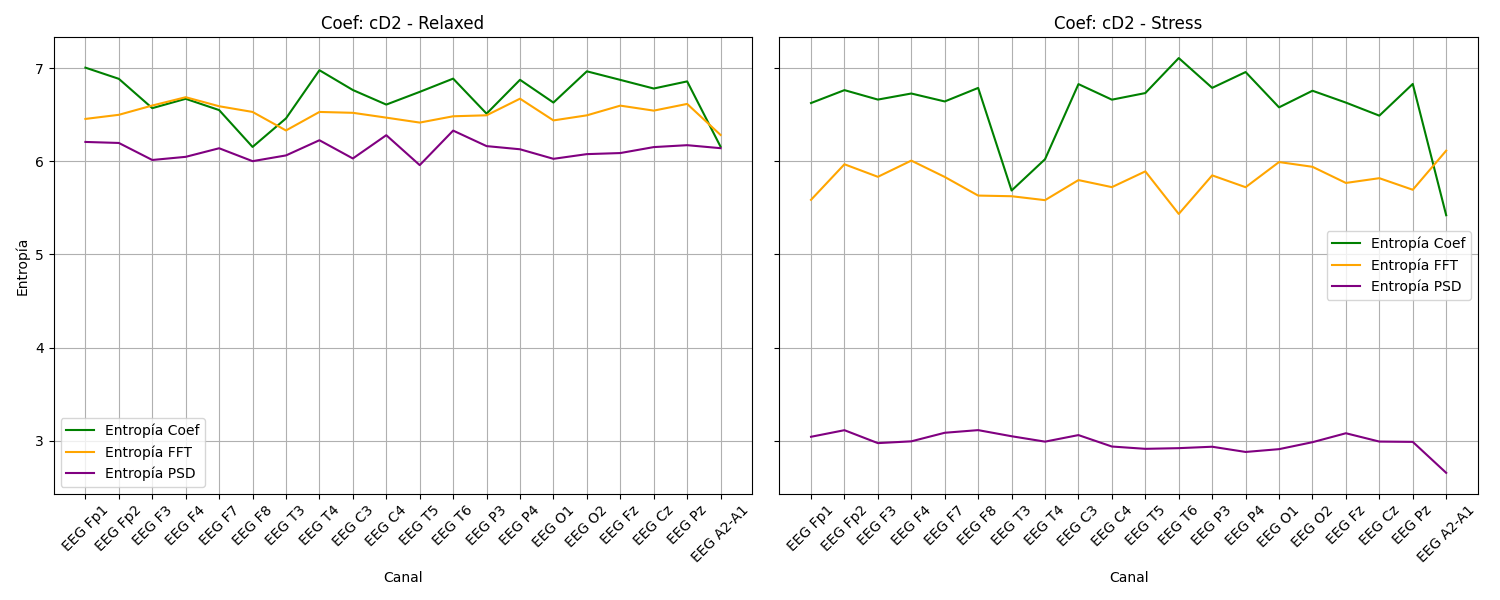 Coef: cD2 - Relaxed
Entropía
7
6
5
4
3
Entropía Coef
Entropía FFT
Entropía PSD
EEG Fp1
EEG Fp2
EEG F3
EEG F4
EEG F7
EEG F8
EEG T3
EEG T4
EEG C3
EEG C4
EEG T5
EEG T6
EEG P3
EEG P4
EEG O1
EEG O2
EEG Fz
EEG Cz
EEG Pz
EEG A2-A1
Canal
Coef: cD2 - Stress
Entropía Coef
Entropía FFT
Entropía PSD
EEG Fp1
EEG Fp2
EEG F3
EEG F4
EEG F7
EEG F8
EEG T3
EEG T4
EEG C3
EEG C4
EEG T5
EEG T6
EEG P3
EEG P4
EEG O1
EEG O2
EEG Fz
EEG Cz
EEG Pz
EEG A2-A1
Canal